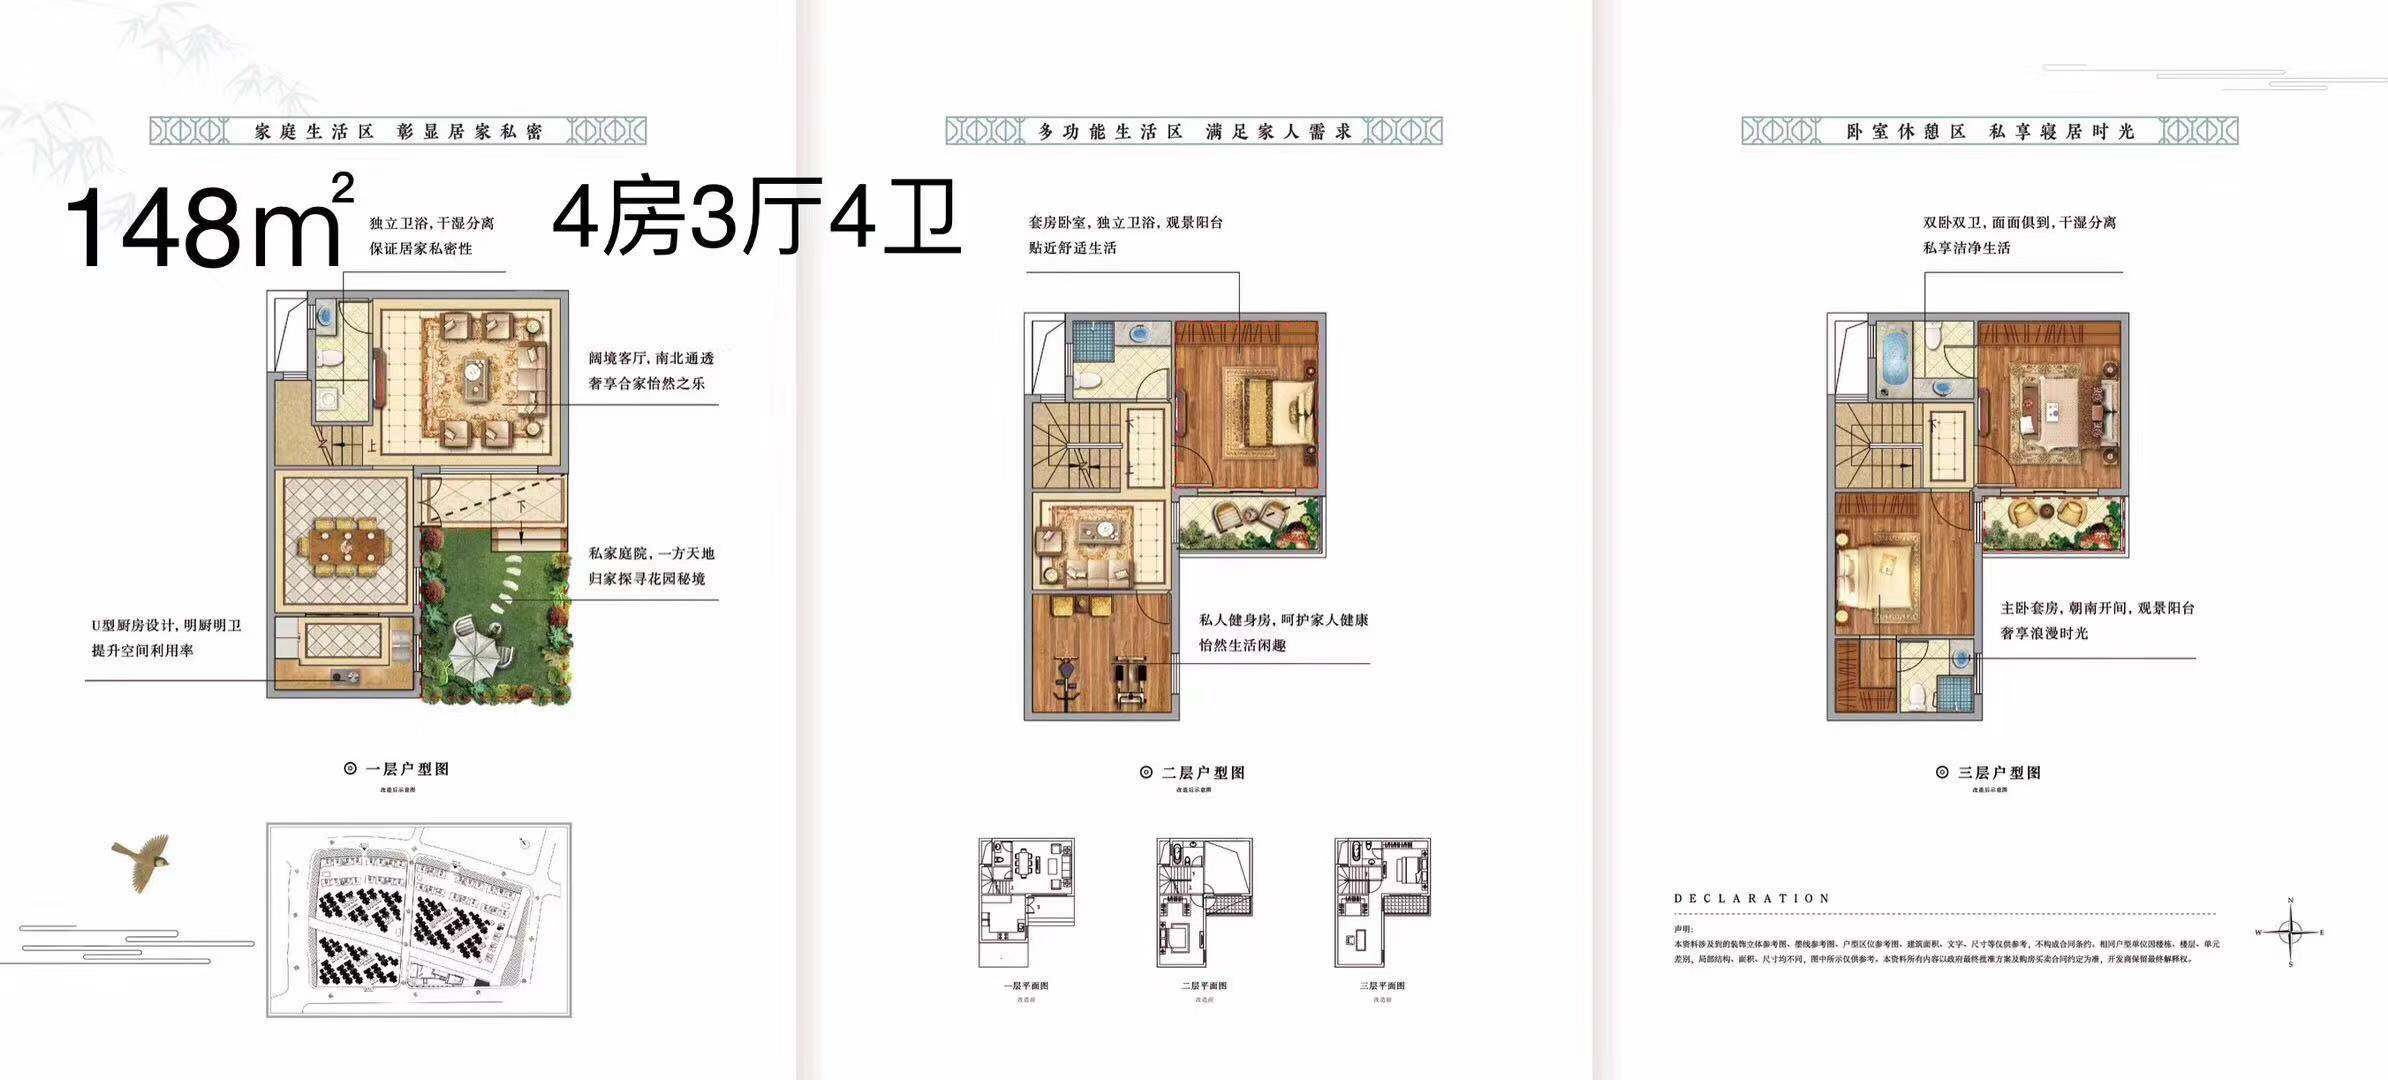 家庭生活区 彰显居家私密
148m²
4房3厅4卫
独立卫浴，干湿分离
保证居家私密性
阔境客厅，南北通透
奢享合家怡然之乐
上
下
私家庭院，一方天地
归家探寻花园秘境
U型厨房设计，明厨明卫
提升空间利用率
一层户型图
改造后示意图
多功能生活区 满足家人需求
套房卧室，独立卫浴，观景阳台
贴近舒适生活
下
上
私人健身房，呵护家人健康
怡然生活闲趣
二层户型图
改造后示意图
一层平面图
改造前
二层平面图
改造前
三层平面图
改造前
卧室休憩区 私享寝居时光
双卧双卫，面面俱到，干湿分离
私享洁净生活
下
主卧套房，朝南开间，观景阳台
奢享浪漫时光
三层户型图
改造后示意图
DECLARATION
声明：
本资料涉及到的装饰立体参考图、墨线参考图、户型区位参考图、建筑面积、文字、尺寸等仅供参考，不构成合同条约。相同户型单位因楼栋、楼层、单元
差别，局部结构、面积、尺寸均不同，图中所示仅供参考。本资料所有内容以政府最终批准方案及购房买卖合同约定为准，开发商保留最终解释权。
N
W
E
S